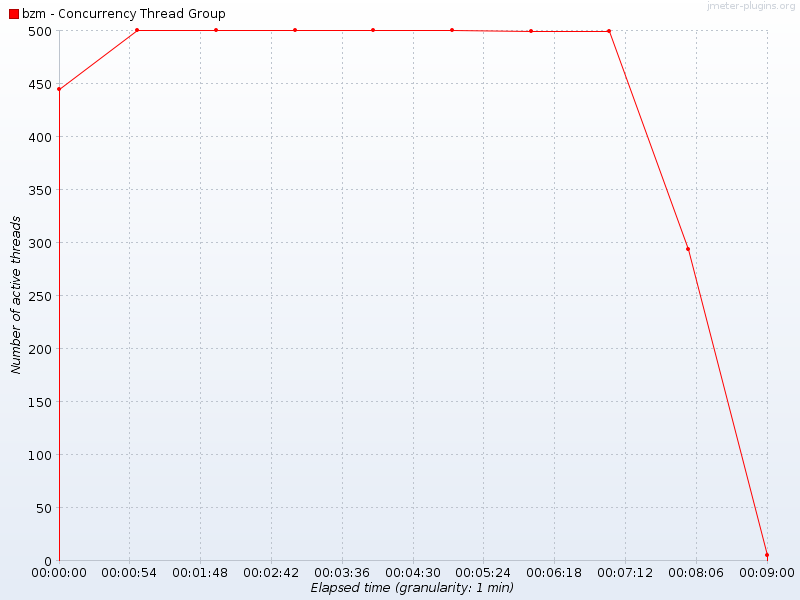 jmeter-plugins.org
bzm - Concurrency Thread Group
500
450
400
350
300
250
200
150
100
50
0
Number of active threads
00:00:00 00:00:54 00:01:48 00:02:42 00:03:36 00:04:30 00:05:24 00:06:18 00:07:12 00:08:06 00:09:00
Elapsed time (granularity: 1 min)